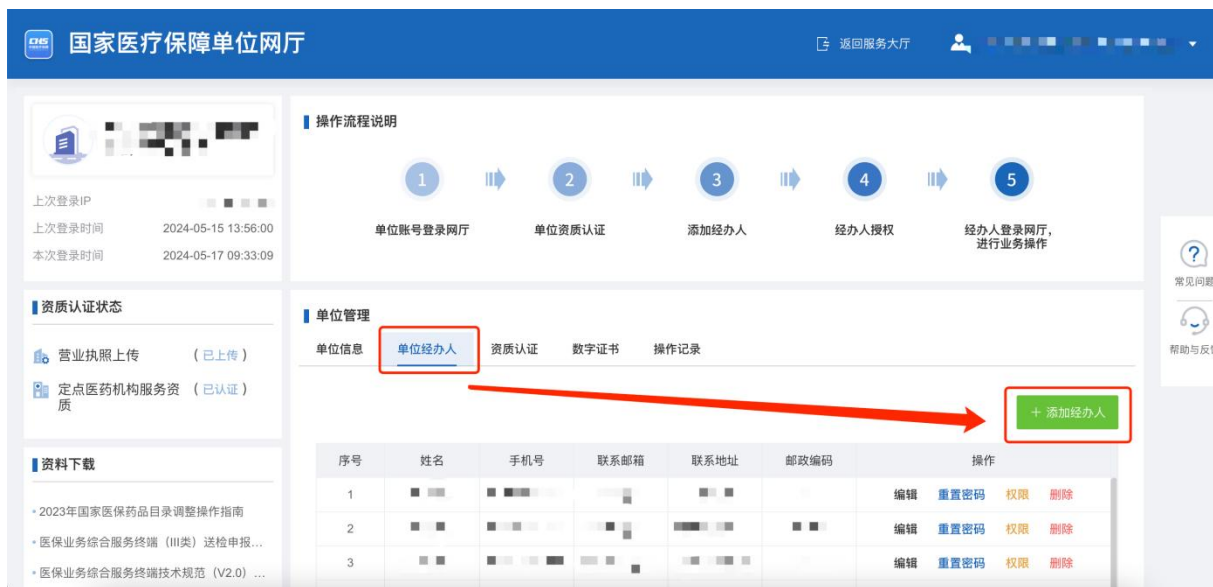 CHS
国家医疗保障单位网厅
返回服务大厅
上次登录IP
上次登录时间 2024-05-15 13:56:00
本次登录时间 2024-05-17 09:33:09
资质认证状态
营业执照上传 (已上传)
定点医药机构服务资 (已认证)
质
资料下载
2023年国家医保药品目录调整操作指南
医保业务综合服务终端(III类)送检申报...
医保业务综合服务终端技术规范(V2.0)...
操作流程说明
1 2 3 4 5
单位账号登录网厅 单位资质认证 添加经办人 经办人授权 经办人登录网厅,
进行业务操作
单位管理
单位信息 单位经办人 资质认证 数字证书 操作记录
+ 添加经办人
序号 姓名 手机号 联系邮箱 联系地址 邮政编码 操作
1 编辑 重置密码 权限 删除
2 编辑 重置密码 权限 删除
3 编辑 重置密码 权限 删除
?
常见问题
帮助与反